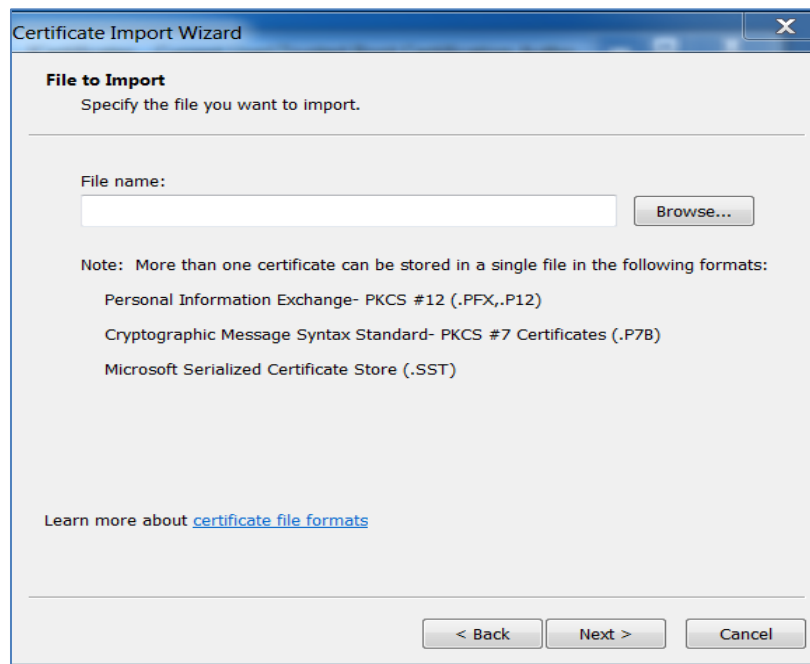 Certificate Import Wizard
X
File to Import
Specify the file you want to import.
File name:
Browse...
Note: More than one certificate can be stored in a single file in the following formats:
Personal Information Exchange- PKCS #12 (.PFX,.P12)
Cryptographic Message Syntax Standard- PKCS #7 Certificates (.P7B)
Microsoft Serialized Certificate Store (.SST)
Learn more about certificate file formats
< Back Next > Cancel